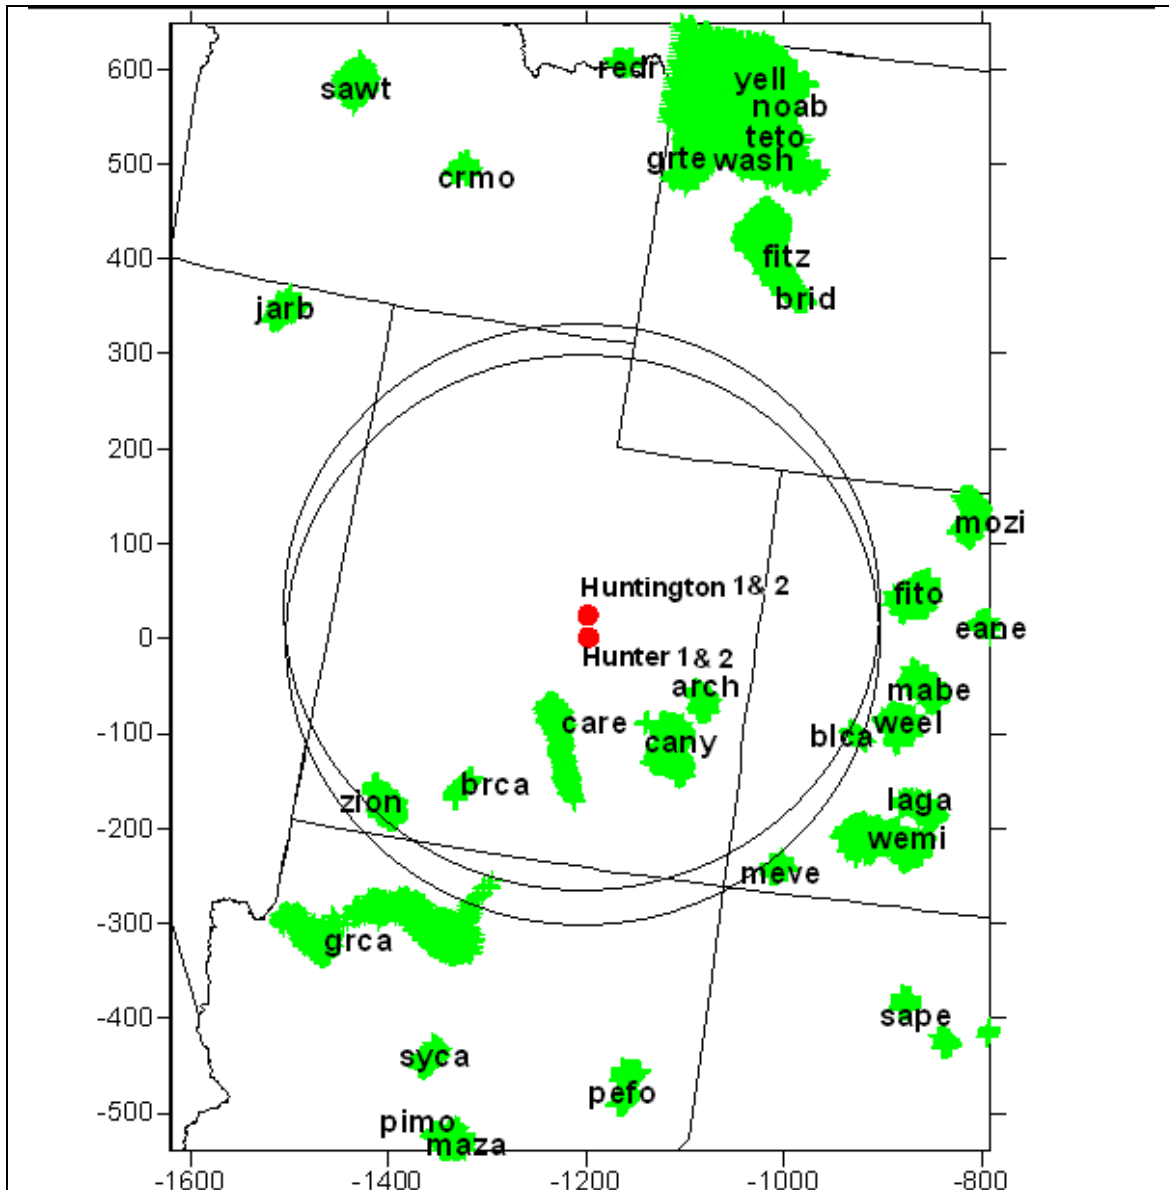 600
redr
yell
sawt
noab
teto
500
grte wash
crmo
400
fitz
brid
jarb
300
200
mozi
100
Huntington 1& 2
fito
0
eane
Hunter 1& 2
arch
mabe
-100
care
weel
blca
cany
brca
zion
laga
-200
wemi
meve
-300
grca
-400
sape
syca
-500
pefo
pimo
maza
-1600 -1400 -1200 -1000 -800